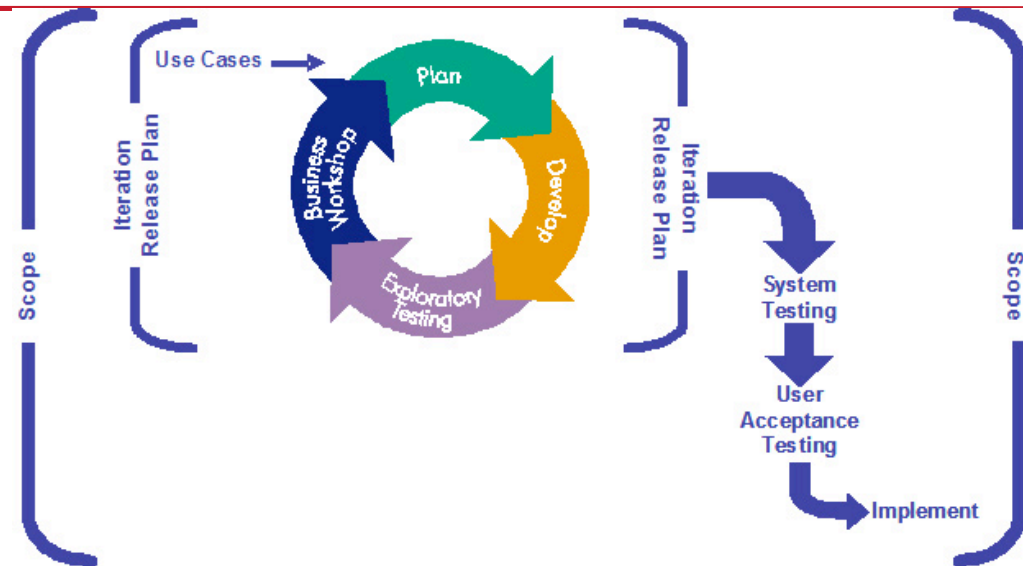 Scope
Iteration
Release Plan
Use Cases
Plan
Develop
Exploratory
Testing
Business
Workshop
Iteration
Release Plan
System
Testing
User
Acceptance
Testing
Implement
Scope